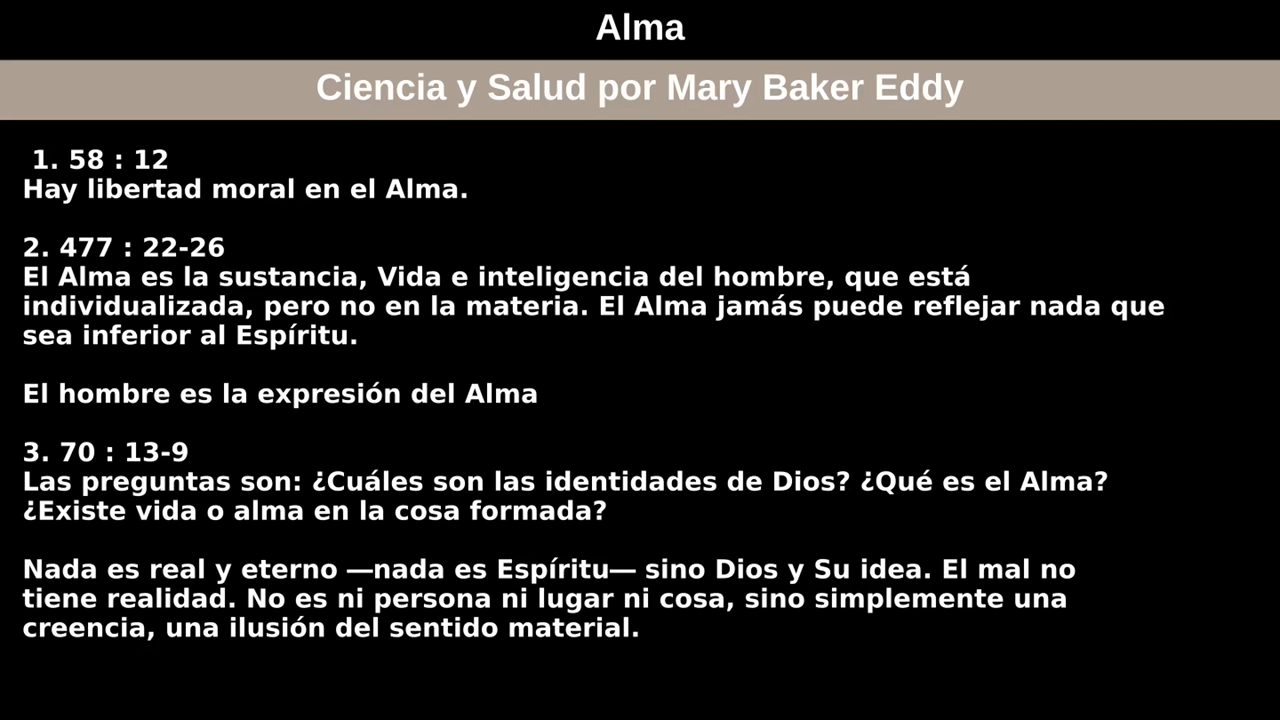 Alma
Ciencia y Salud por Mary Baker Eddy
1. 58 : 12
Hay libertad moral en el Alma.
2. 477 : 22-26
El Alma es la sustancia, Vida e inteligencia del hombre, que está
individualizada, pero no en la materia. El Alma jamás puede reflejar nada que
sea inferior al Espíritu.
El hombre es la expresión del Alma
3. 70 : 13-9
Las preguntas son: ¿Cuáles son las identidades de Dios? ¿Qué es el Alma?
¿Existe vida o alma en la cosa formada?
Nada es real y eterno —nada es Espíritu— sino Dios y Su idea. El mal no
tiene realidad. No es ni persona ni lugar ni cosa, sino simplemente una
creencia, una ilusión del sentido material.